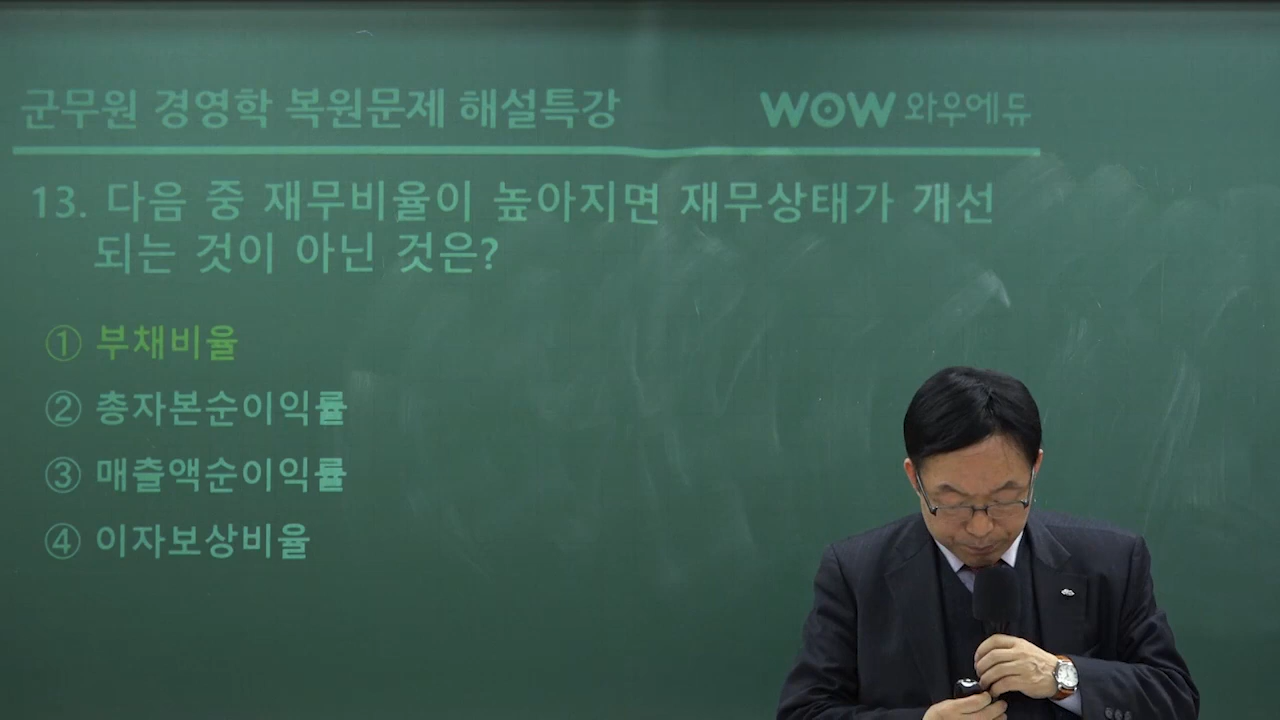 군무원 경영학 복원문제 해설특강
WOW 와우에듀
13. 다음 중 재무비율이 높아지면 재무상태가 개선
되는 것이 아닌 것은?
① 부채비율
② 총자본순이익률
③ 매출액순이익률
④ 이자보상비율